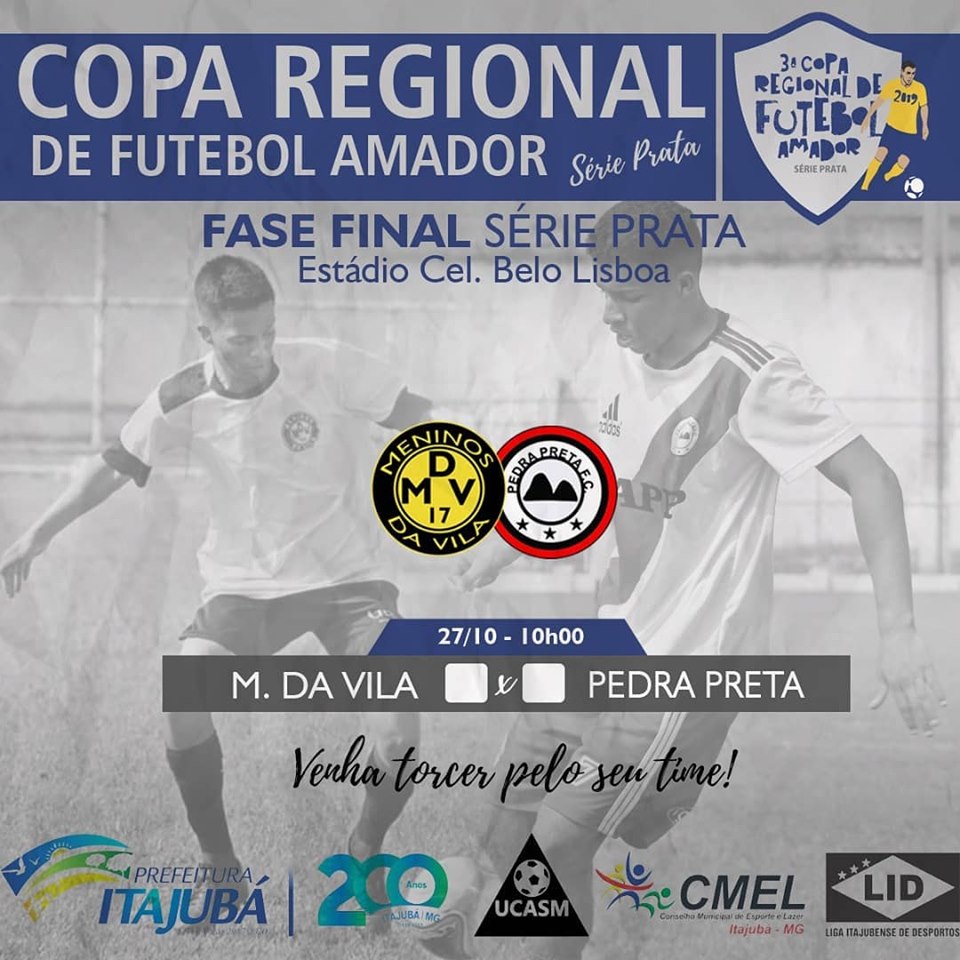 COPA REGIONAL
DE FUTEBOL AMADOR Série Prata
3ª COPA
REGIONAL DE
FUTEBOL
AMADOR
SÉRIE PRATA
2019
FASE FINAL SÉRIE PRATA
Estádio Cel. Belo Lisboa
adidas
APP
MENINOS
DMV
17
DA VILA
PEDRA PRETA F.C.
27/10 - 10h00
M. DA VILA x PEDRA PRETA
Venha torcer pelo seu time!
PREFEITURA
ITAJUBÁ
200
Anos
ITAJUBÁ/MG
UCASM
CMEL
Conselho Municipal de Esporte e Lazer
Itajubá - MG
LID
LIGA ITAJUBENSE DE DESPORTOS